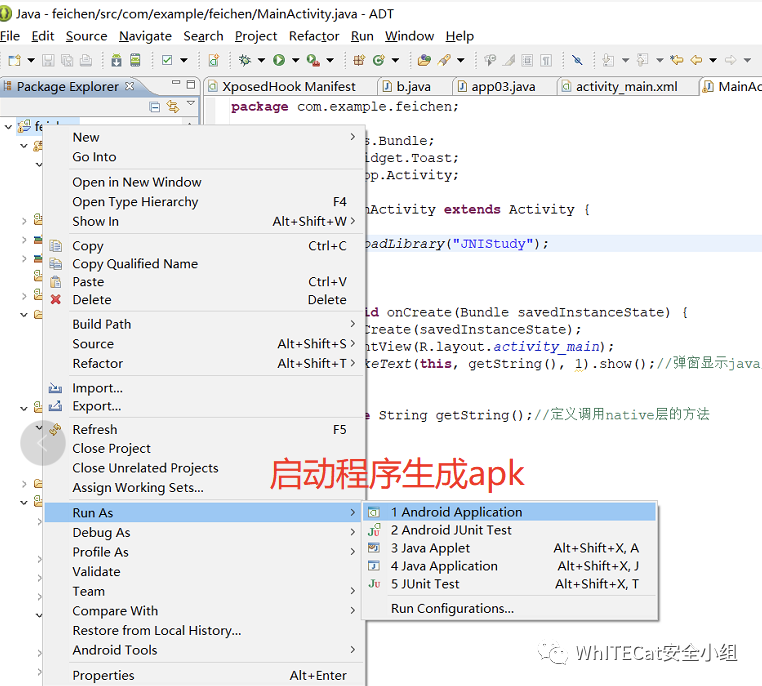 Java - feichen/src/com/example/feichen/MainActivity.java - ADT
File Edit Source Navigate Search Project Refactor Run Window Help
Package Explorer
XposedHook Manifest
b.java
app03.java
activity_main.xml
MainAc
package com.example.feichen;
s.Bundle;
idget.Toast;
op.Activity;
nActivity extends Activity {
oadLibrary("JNIStudy");
id onCreate(Bundle savedInstanceState) {
Create(savedInstanceState);
ntView(R.layout.activity_main);
keText(this, getString(), 1).show();//弹窗显示java
e String getString();//定义调用native层的方法
New
Go Into
Open in New Window
Open Type Hierarchy F4
Show In Alt+Shift+W
Copy Ctrl+C
Copy Qualified Name
Paste Ctrl+V
Delete Delete
Build Path
Source Alt+Shift+S
Refactor Alt+Shift+T
Import...
Export...
Refresh F5
Close Project
Close Unrelated Projects
Assign Working Sets...
Run As
Debug As
Profile As
Validate
Team
Compare With
Restore from Local History...
Android Tools
Properties Alt+Enter
启动程序生成apk
1 Android Application
2 Android JUnit Test
3 Java Applet Alt+Shift+X, A
4 Java Application Alt+Shift+X, J
5 JUnit Test Alt+Shift+X, T
Run Configurations...
WhITECat安全小组